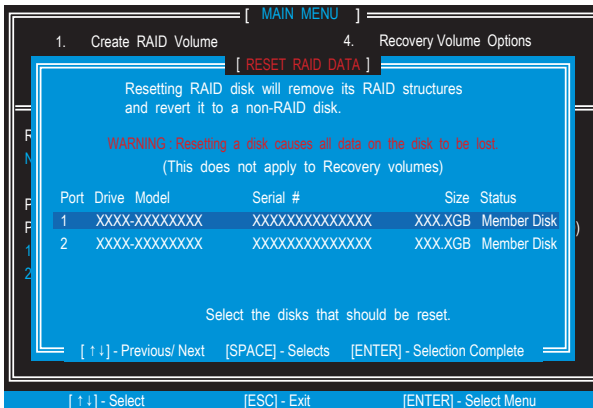 [ MAIN MENU ]
1. Create RAID Volume 4. Recovery Volume Options
[ RESET RAID DATA ]
Resetting RAID disk will remove its RAID structures
and revert it to a non-RAID disk.
WARNING : Resetting a disk causes all data on the disk to be lost.
(This does not apply to Recovery volumes)
Port Drive Model Serial # Size Status
1 XXXX-XXXXXXXX XXXXXXXXXXXXXX XXX.XGB Member Disk
2 XXXX-XXXXXXXX XXXXXXXXXXXXXX XXX.XGB Member Disk
Select the disks that should be reset.
[ ↑↓] - Previous/ Next [SPACE] - Selects [ENTER] - Selection Complete
[ ↑↓] - Select [ESC] - Exit [ENTER] - Select Menu